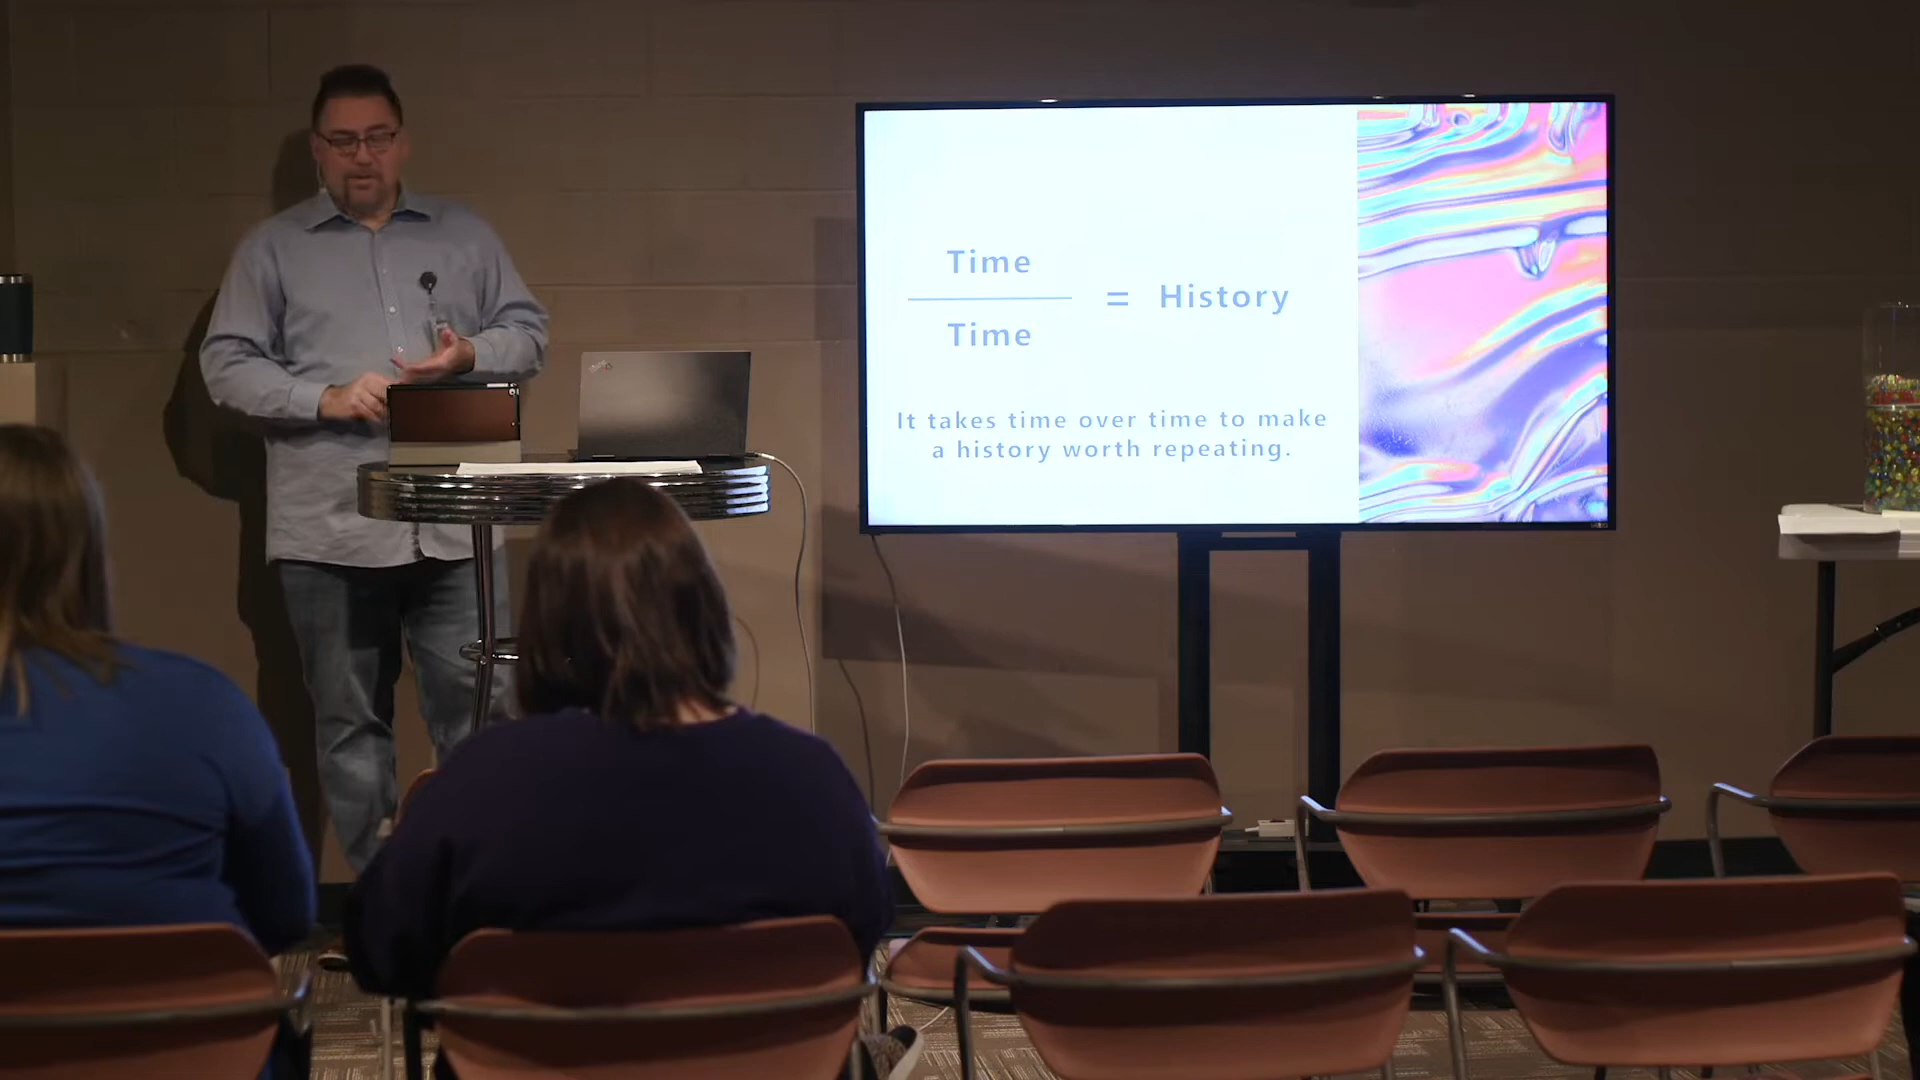 Time
Time
= History
It takes time over time to make
a history worth repeating.